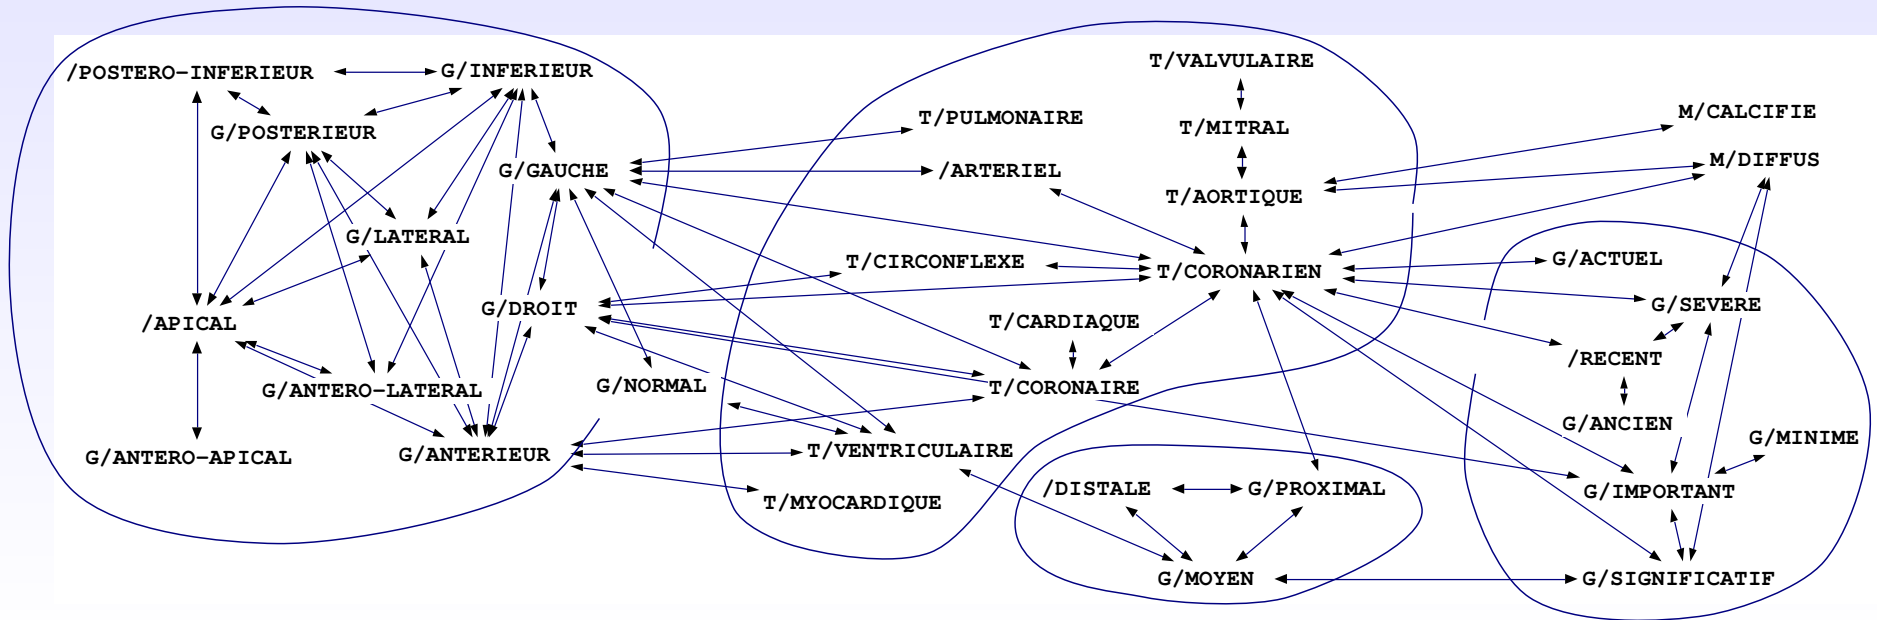 /POSTERO-INFERIEUR
G/INFERIEUR
G/POSTERIEUR
G/GAUCHE
G/LATERAL
G/DROIT
/APICAL
G/ANTERO-LATERAL
G/ANTERO-APICAL
G/ANTERIEUR
G/NORMAL
T/VALVULAIRE
T/PULMONAIRE
T/MITRAL
/ARTERIEL
T/AORTIQUE
T/CIRCONFLEXE
T/CORONARIEN
T/CARDIAQUE
T/CORONAIRE
T/VENTRICULAIRE
T/MYOCARDIQUE
/DISTALE
G/PROXIMAL
G/MOYEN
M/CALCIFIE
M/DIFFUS
G/ACTUEL
G/SEVERE
/RECENT
G/ANCIEN
G/MINIME
G/IMPORTANT
G/SIGNIFICATIF